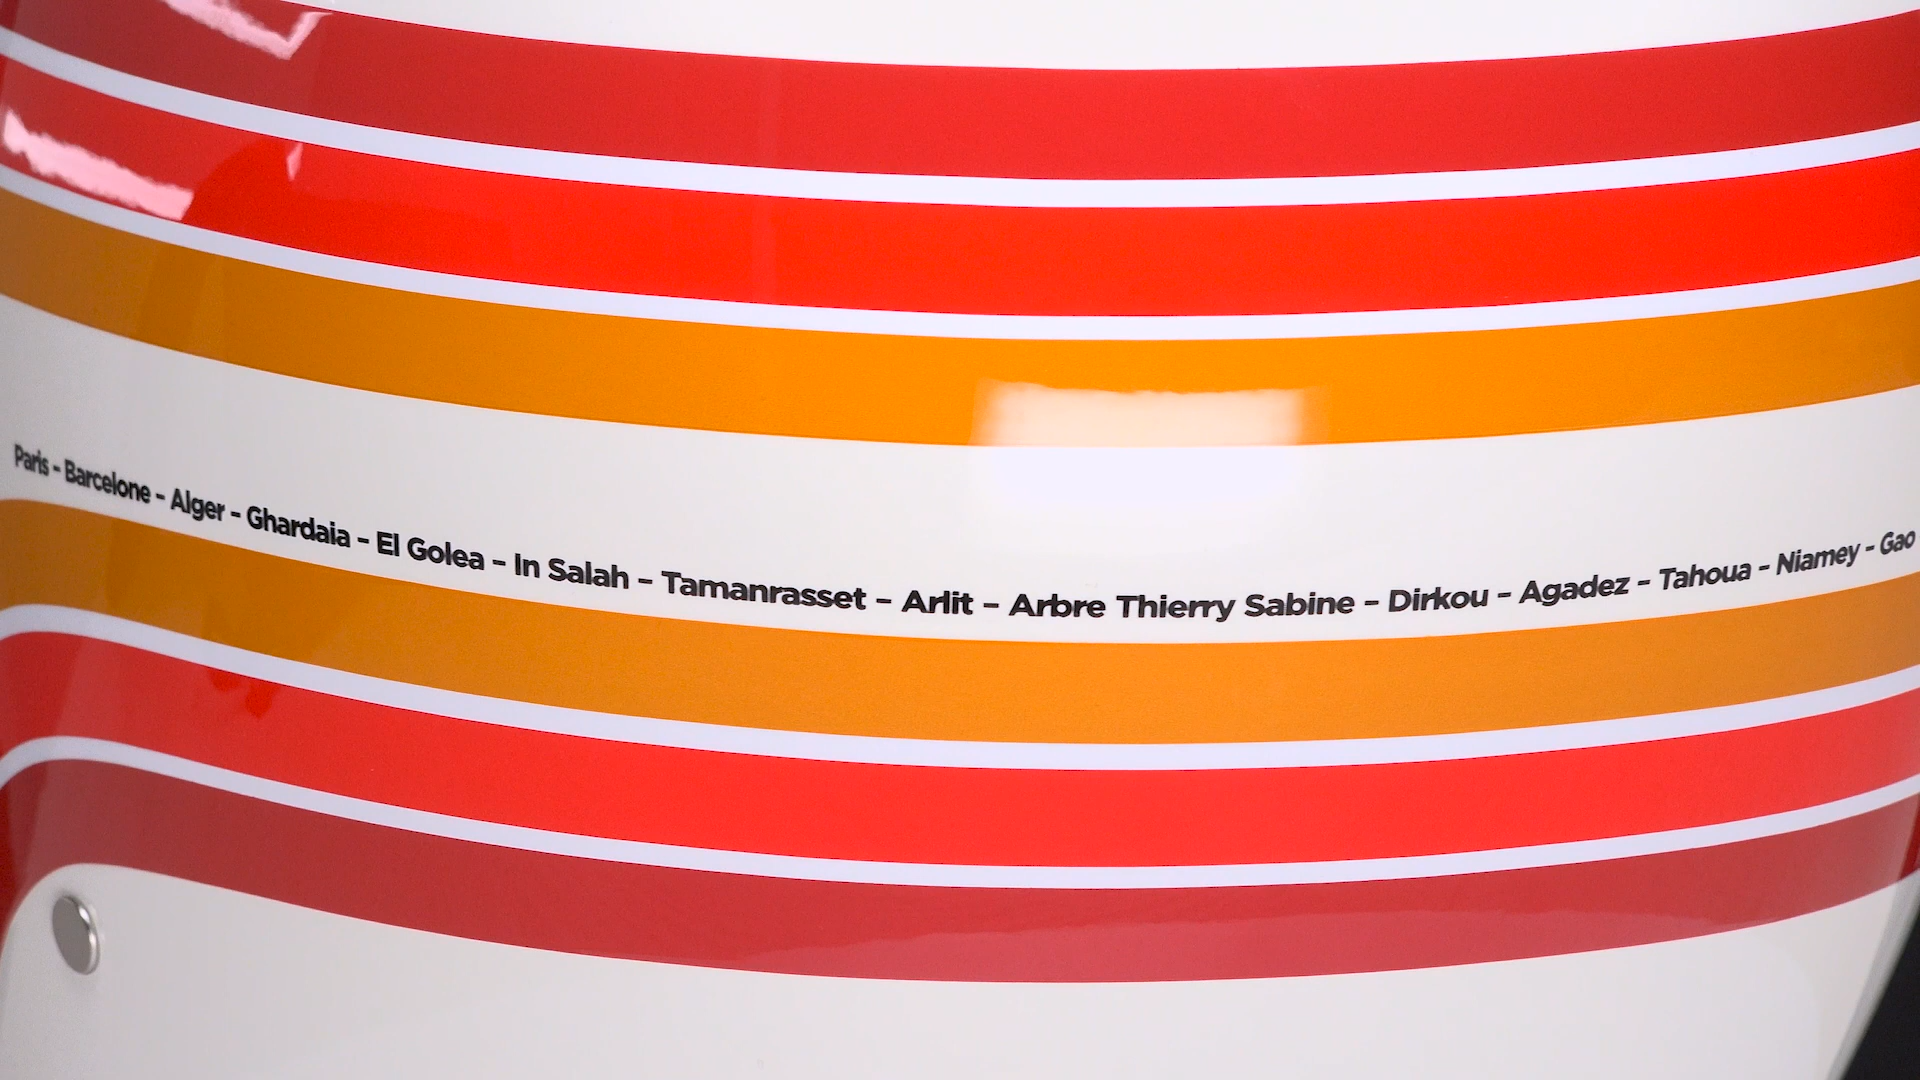 Paris - Barcelone - Alger - Ghardaia - El Golea - In Salah - Tamanrasset - Arlit - Arbre Thierry Sabine - Dirkou - Agadez - Tahoua - Niamey - Gao